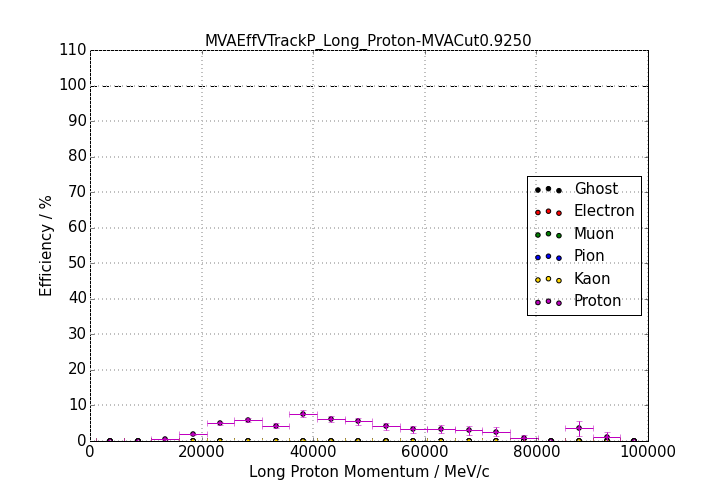 MVAEffVTrackP_Long_Proton-MVACut0.9250
Efficiency / %
110
100
90
80
70
60
50
40
30
20
10
0
Ghost
Electron
Muon
Pion
Kaon
Proton
0 20000 40000 60000 80000 100000
Long Proton Momentum / MeV/c